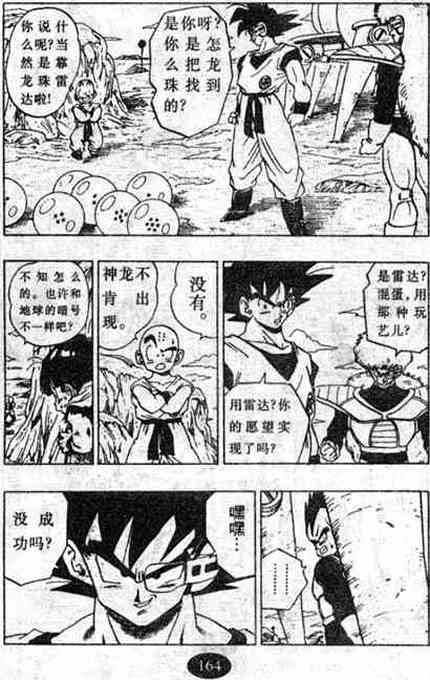 是你呀?
你是怎
么把龙
珠找到
的?
你说什
么呢?当
然是靠
龙珠雷
达啦!
是雷达?
混蛋,用
那种玩
艺儿?
用雷达?你
的愿望实
现了吗?
没有。
神龙不
肯出现。
不知怎么
的。也许和
地球的暗号
不一样吧?
…………
嘿嘿…
没成
功吗?
164